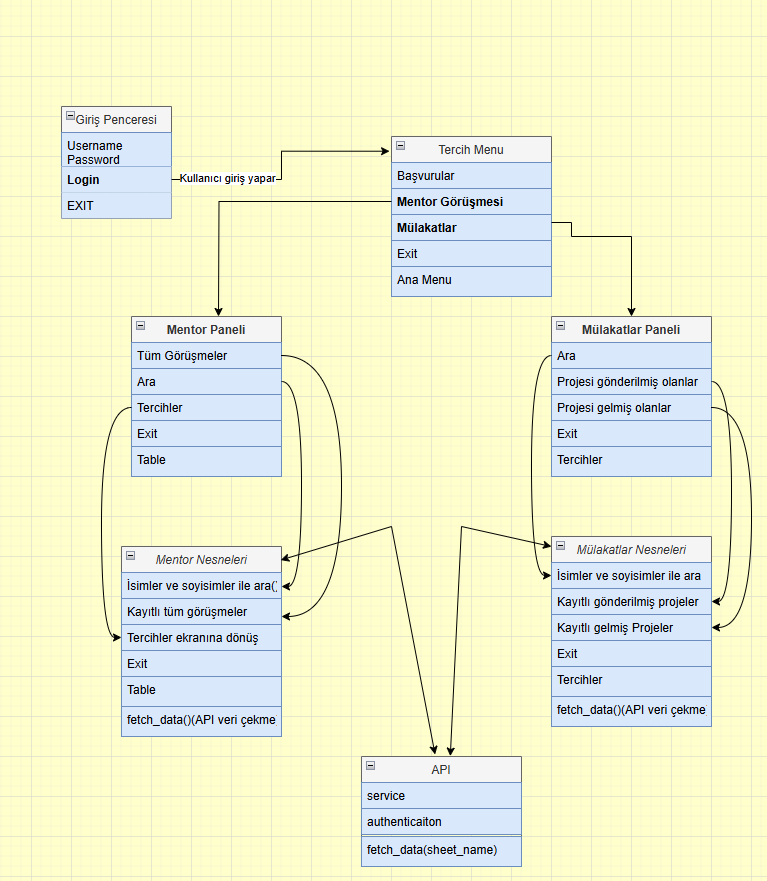 Giriş Penceresi
Username
Password
Login
EXIT
Kullanıcı giriş yapar
Tercih Menu
Başvurular
Mentor Görüşmesi
Mülakatlar
Exit
Ana Menu
Mentor Paneli
Tüm Görüşmeler
Ara
Tercihler
Exit
Table
Mülakatlar Paneli
Ara
Projesi gönderilmiş olanlar
Projesi gelmiş olanlar
Exit
Tercihler
Mentor Nesneleri
İsimler ve soyisimler ile ara()
Kayıtlı tüm görüşmeler
Tercihler ekranına dönüş
Exit
Table
fetch_data()(API veri çekme
Mülakatlar Nesneleri
İsimler ve soyisimler ile ara
Kayıtlı gönderilmiş projeler
Kayıtlı gelmiş Projeler
Exit
Tercihler
fetch_data()(API veri çekme
API
service
authenticaiton
fetch_data(sheet_name)